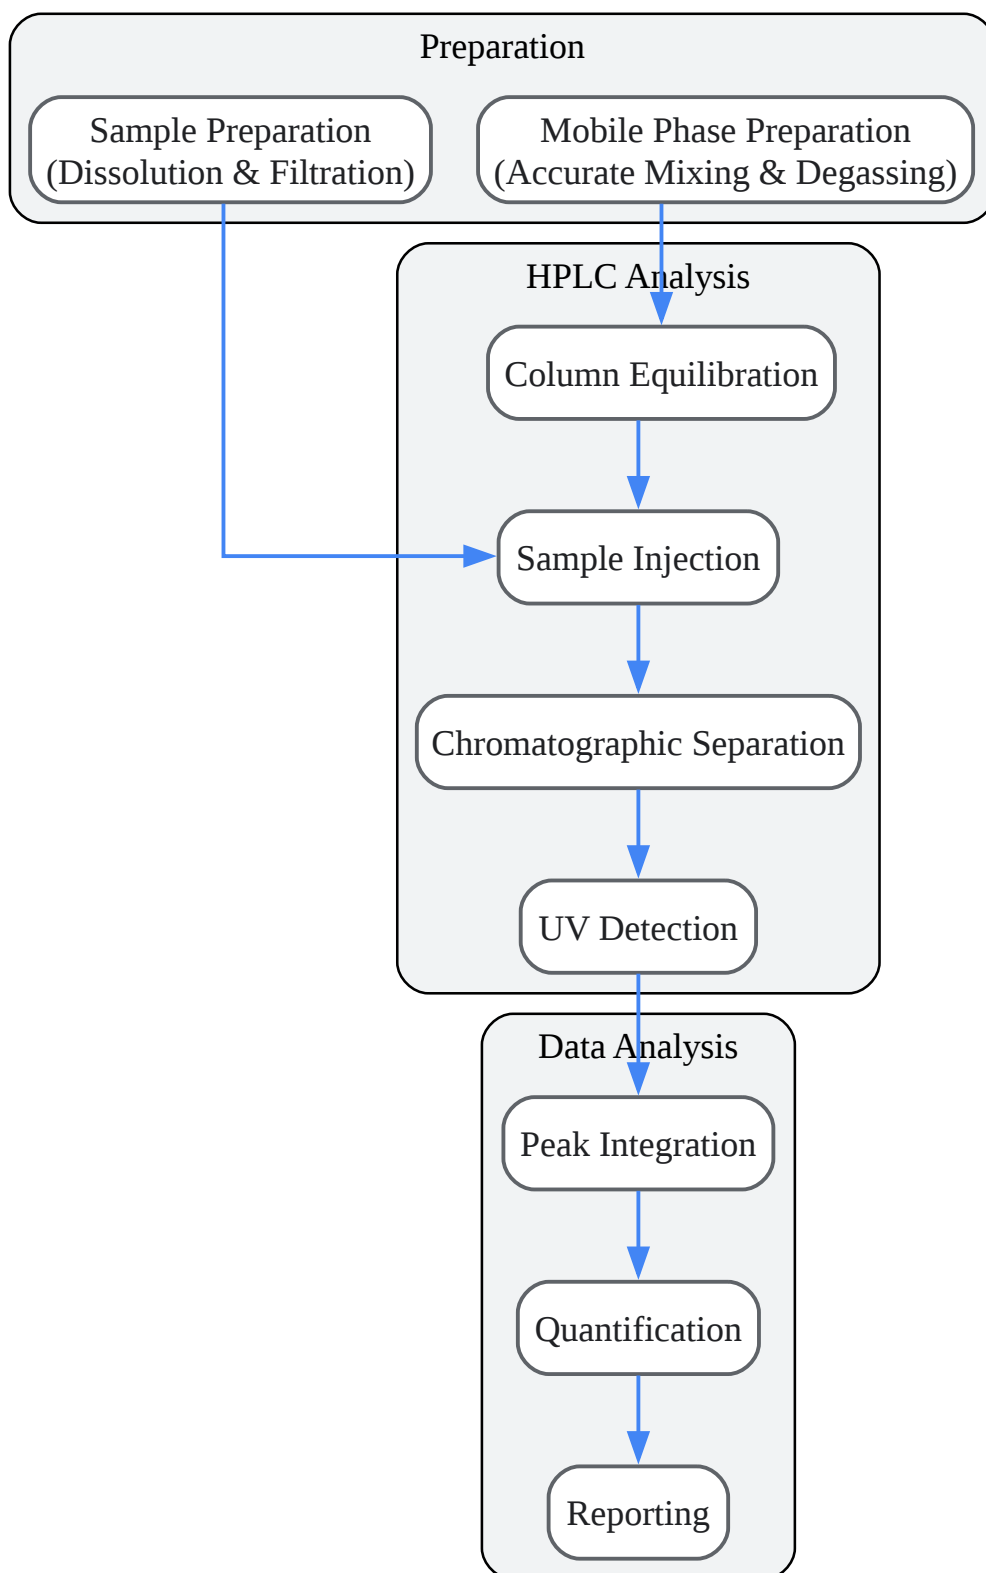 Preparation
Sample Preparation
(Dissolution & Filtration)
Mobile Phase Preparation
(Accurate Mixing & Degassing)
HPLC Analysis
Column Equilibration
Sample Injection
Chromatographic Separation
UV Detection
Data Analysis
Peak Integration
Quantification
Reporting